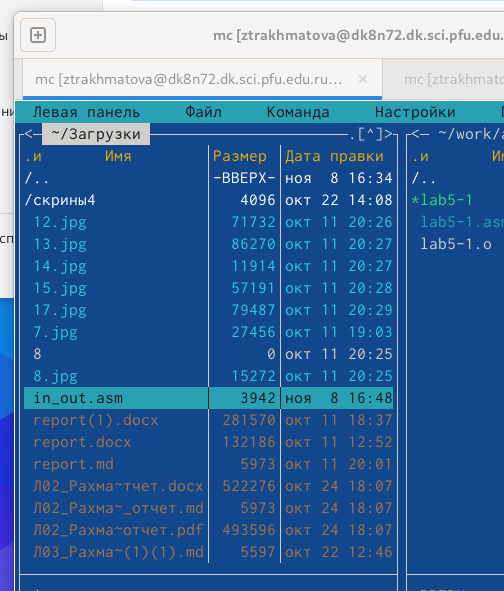 ы
mc [ztrakhmatova@dk8n72.dk.sci.pfu.edu.
mc [ztrakhmatova@dk8n72.dk.sci.pfu.edu.ru... × mc [ztrakhmato
ни
Левая панель Файл Команда Настройки
<— ~/Загрузки .[^]> <— ~/work/a
.и Имя Размер Дата правки .и И
/.. -ВВЕРХ- ноя 8 16:34 /..
/скрины4 4096 окт 22 14:08 *lab5-1
12.jpg 71732 окт 11 20:26 lab5-1.asm
сп 13.jpg 86270 окт 11 20:27 lab5-1.o
14.jpg 11914 окт 11 20:27
15.jpg 57191 окт 11 20:28
17.jpg 79487 окт 11 20:29
7.jpg 27456 окт 11 19:03
8 0 окт 11 20:25
8.jpg 15272 окт 11 20:25
in_out.asm 3942 ноя 8 16:48
report(1).docx 281570 окт 11 18:37
report.docx 132186 окт 11 12:52
report.md 5973 окт 11 20:01
Л02_Рахма~тчет.docx 522276 окт 24 18:07
Л02_Рахма~_отчет.md 5973 окт 24 18:07
Л02_Рахма~отчет.pdf 493596 окт 24 18:07
Л03_Рахма~(1)(1).md 5597 окт 22 12:46